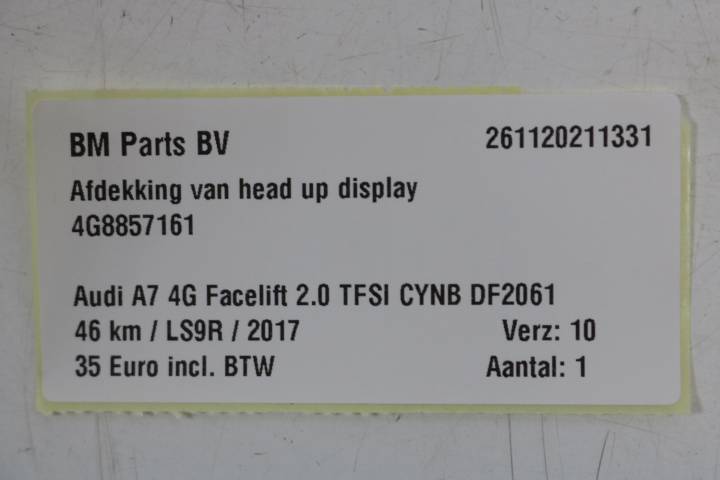 BM Parts BV 261120211331
Afdekking van head up display
4G8857161
Audi A7 4G Facelift 2.0 TFSI CYNB DF2061
46 km / LS9R / 2017 Verz: 10
35 Euro incl. BTW Aantal: 1